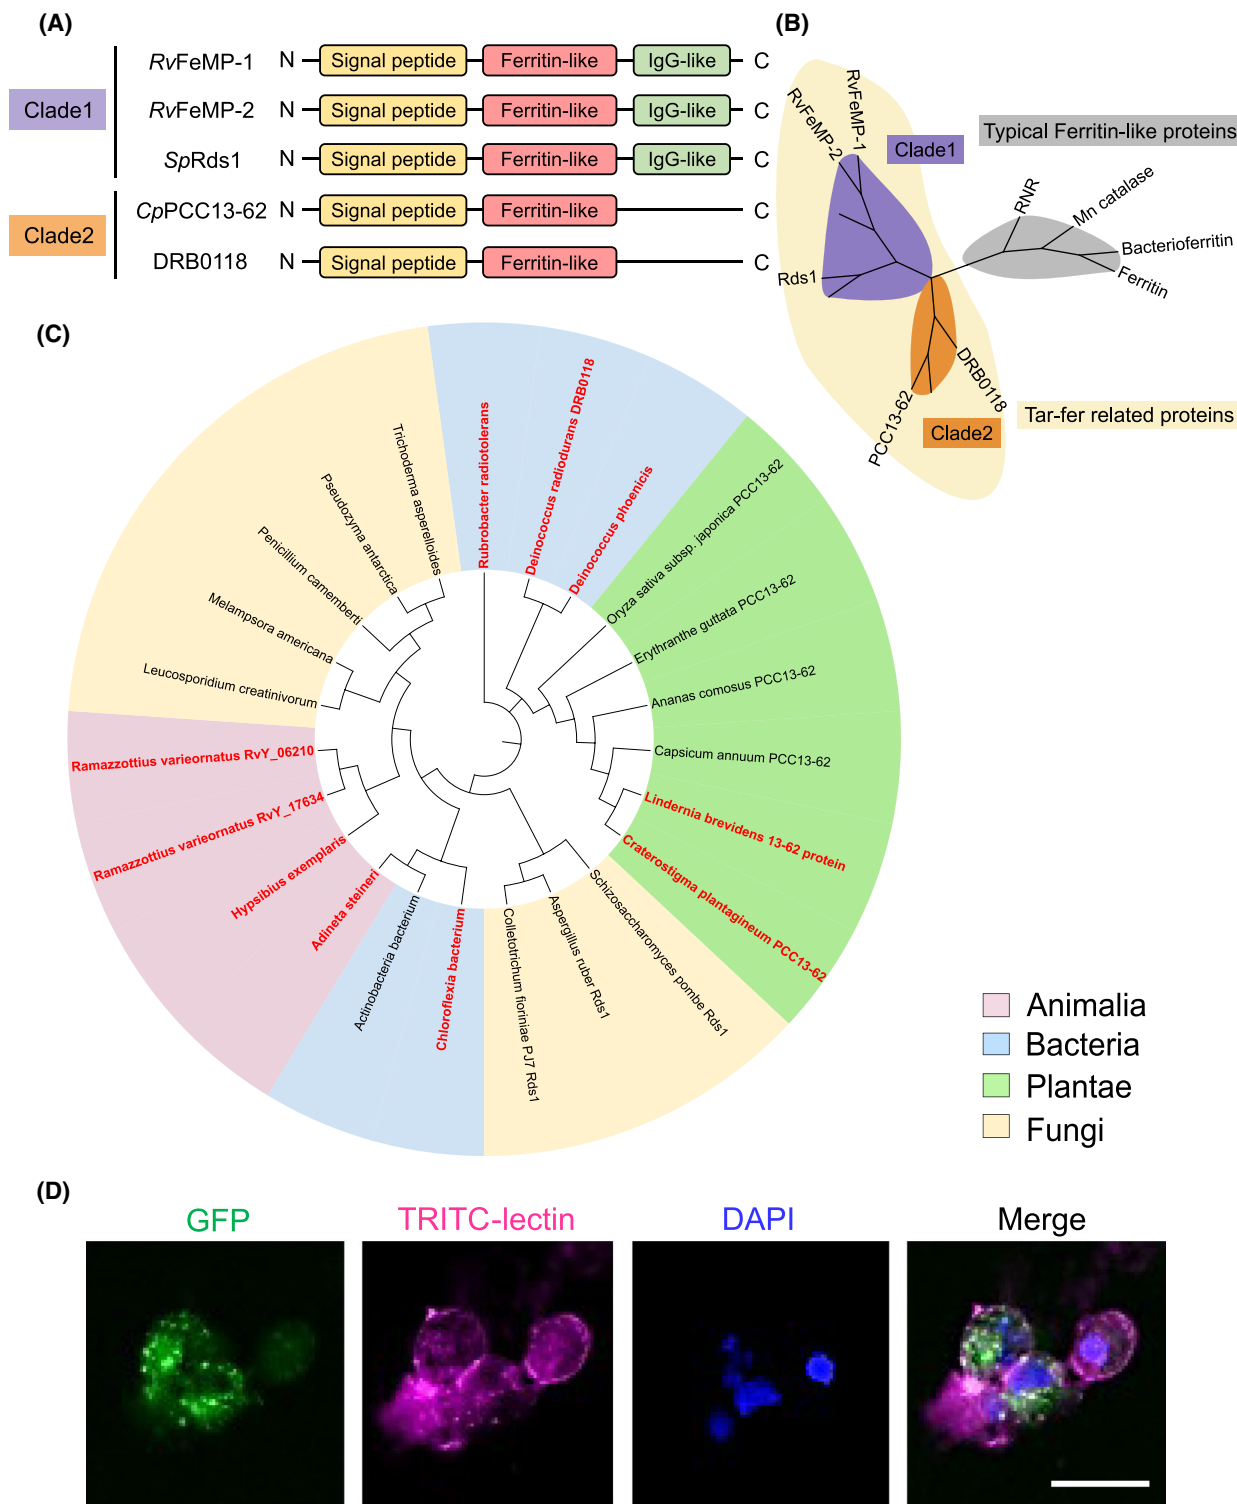 (A)
Clade1
RvFeMP-1 N Signal peptide Ferritin-like IgG-like C
RvFeMP-2 N Signal peptide Ferritin-like IgG-like C
SpRds1 N Signal peptide Ferritin-like IgG-like C
Clade2
CpPCC13-62 N Signal peptide Ferritin-like C
DRB0118 N Signal peptide Ferritin-like C
(B)
RvFeMP-1
RvFeMP-2
Clade1
Typical Ferritin-like proteins
RNR
Mn catalase
Bacterioferritin
Ferritin
Rds1
DRB0118
PCC13-62
Clade2
Tar-fer related proteins
(C)
Rubrobacter radiotolerans
Deinococcus radiodurans DRB0118
Deinococcus phoenicis
Oryza sativa subsp. japonica PCC13-62
Erythranthe guttata PCC13-62
Ananas comosus PCC13-62
Capsicum annuum PCC13-62
Lindernia brevidens 13-62 protein
Craterostigma plantagineum PCC13-62
Schizosaccharomyces pombe Rds1
Aspergillus ruber Rds1
Colletotrichum fioriniae PJ7 Rds1
Chloroflexia bacterium
Actinobacteria bacterium
Adineta steineri
Hypsibius exemplaris
Ramazzottius varieornatus RvY_17634
Ramazzottius varieornatus RvY_06210
Leucosporidium creatinivorum
Melampsora americana
Penicillium camemberti
Pseudozyma antarctica
Trichoderma asperelloides
Animalia
Bacteria
Plantae
Fungi
(D)
GFP TRITC-lectin DAPI Merge